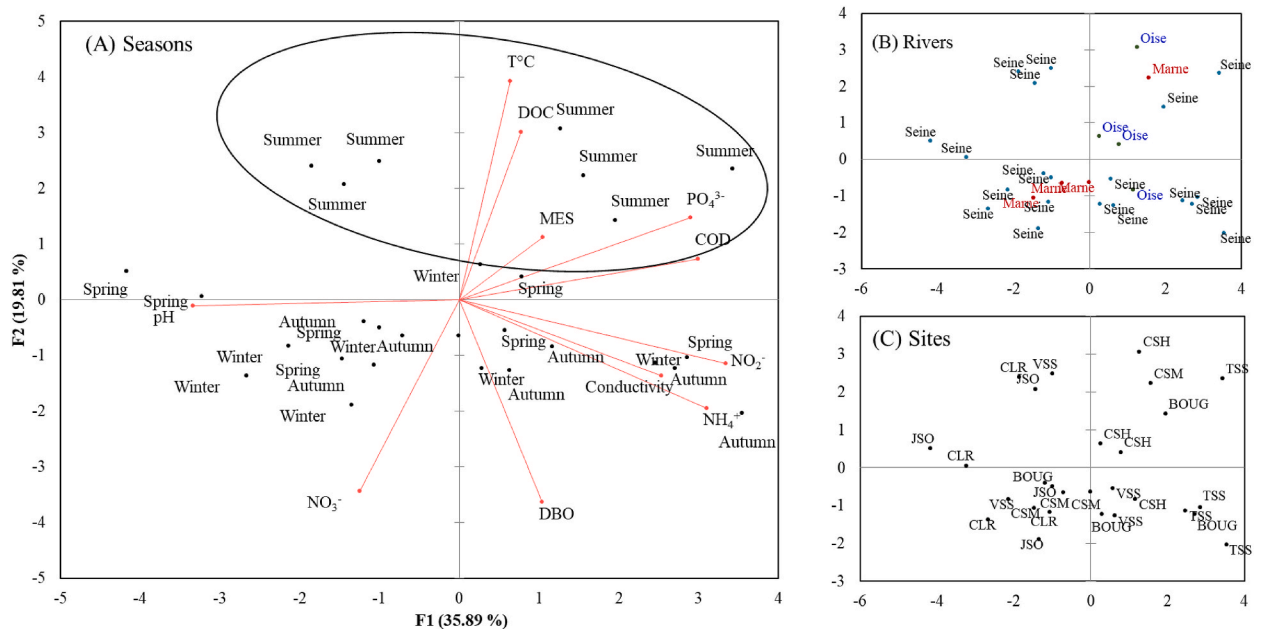 (A) Seasons
5
4
3
2
1
0
-1
-2
-3
-4
-5
-5 -4 -3 -2 -1 0 1 2 3 4
F2 (19.81 %)
F1 (35.89 %)
T°C
DOC
Summer
Summer
Summer
Summer
Summer
Summer
Summer
MES
PO₄³⁻
COD
Winter
Spring
Spring
Spring
pH
Autumn
Spring
Winter
Autumn
Winter
Spring
Winter
Autumn
Winter
Spring
Autumn
Winter
Spring
NO₂⁻
Winter
Autumn
Conductivity
Autumn
NH₄⁺
Autumn
NO₃⁻
DBO
(B) Rivers
4
3
2
1
0
-1
-2
-3
-6 -4 -2 0 2 4
Oise
Seine
Seine
Seine
Marne
Seine
Seine
Seine
Seine
Oise
Oise
Seine
Seine
Seine
Marne
Marne
Seine
Seine
Marne
Seine
Oise
Seine
Seine
Seine
Seine
Seine
Seine
(C) Sites
4
3
2
1
0
-1
-2
-3
-6 -4 -2 0 2 4
CSH
CLR
VSS
JSO
CSM
TSS
BOUG
JSO
CLR
CSH
CSH
BOUG
JSO
VSS
CSM
CSM
CSM
VSS
CSH
TSS
CLR
CLR
BOUG
VSS
TSS
BOUG
JSO
TSS